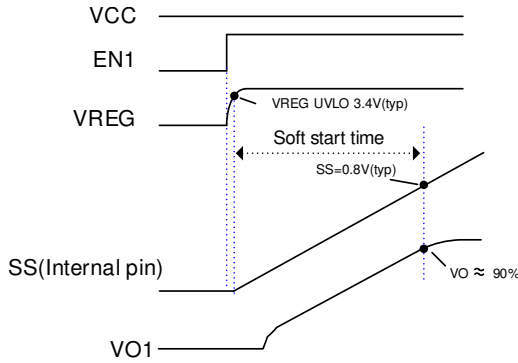 VCC
EN1
VREG UVLO 3.4V(typ)
VREG
Soft start time
SS=0.8V(typ)
SS(Internal pin)
VO ≈ 90%
VO1